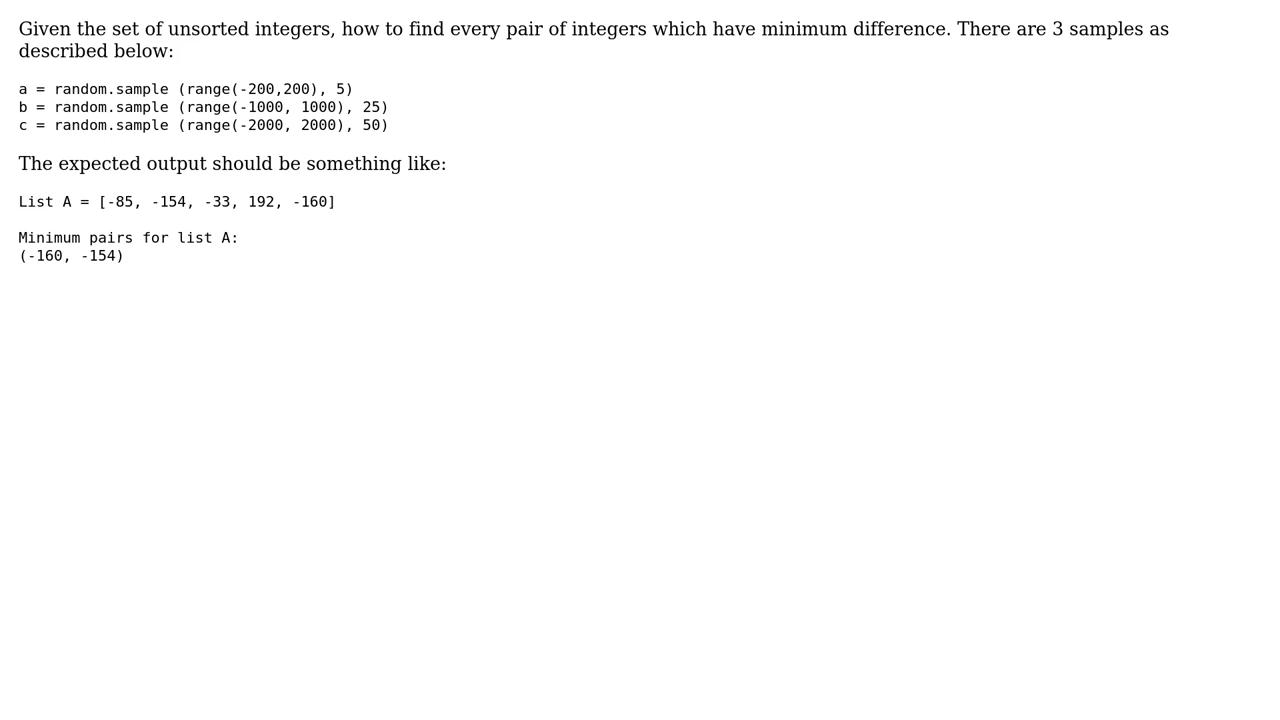 Given the set of unsorted integers, how to find every pair of integers which have minimum difference. There are 3 samples as
described below:
a = random.sample (range(-200,200), 5)
b = random.sample (range(-1000, 1000), 25)
c = random.sample (range(-2000, 2000), 50)
The expected output should be something like:
List A = [-85, -154, -33, 192, -160]
Minimum pairs for list A:
(-160, -154)